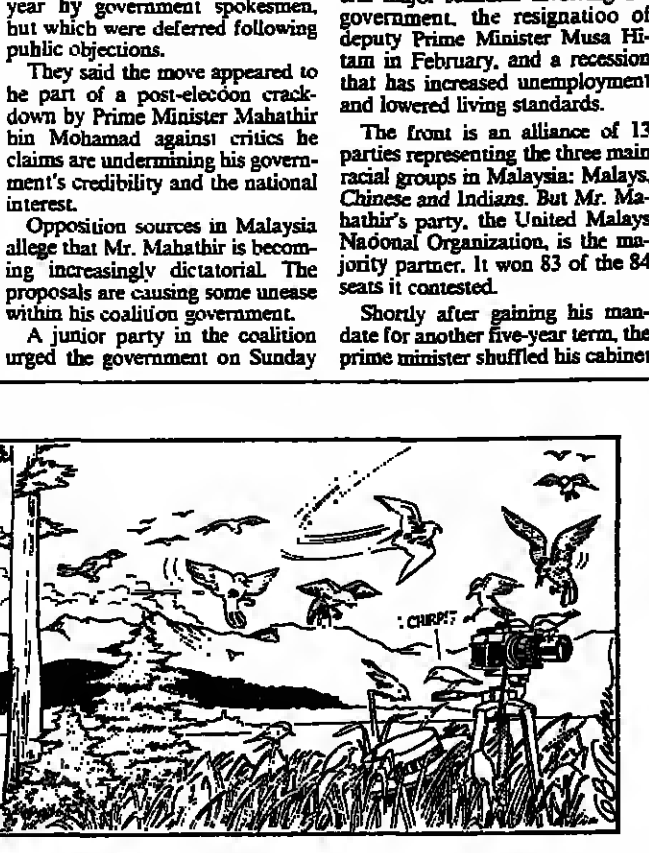 year by government spokesmen,
but which were deferred following
public objections.
They said the move appeared to
be part of a post-elecdon crack-
down by Prime Minister Mahathir
bin Mohamad against critics he
claims are undermining his govern-
ment's credibility and the national
interest.
Opposition sources in Malaysia
allege that Mr. Mahathir is becom-
ing increasingly dictatorial. The
proposals are causing some unease
within his coalition government.
A junior party in the coalition
urged the government on Sunday
government, the resignatioo of
deputy Prime Minister Musa Hi-
tam in February, and a recession
that has increased unemployment
and lowered living standards.
The front is an alliance of 13
parties representing the three main
racial groups in Malaysia: Malays,
Chinese and Indians. But Mr. Ma-
hathir's party, the United Malays
Nadonal Organization, is the ma-
jority partner. It won 83 of the 84
seats it contested.
Shortly after gaining his man-
date for another five-year term, the
prime minister shuffled his cabinet
CHIRP!?
GBTrudeau